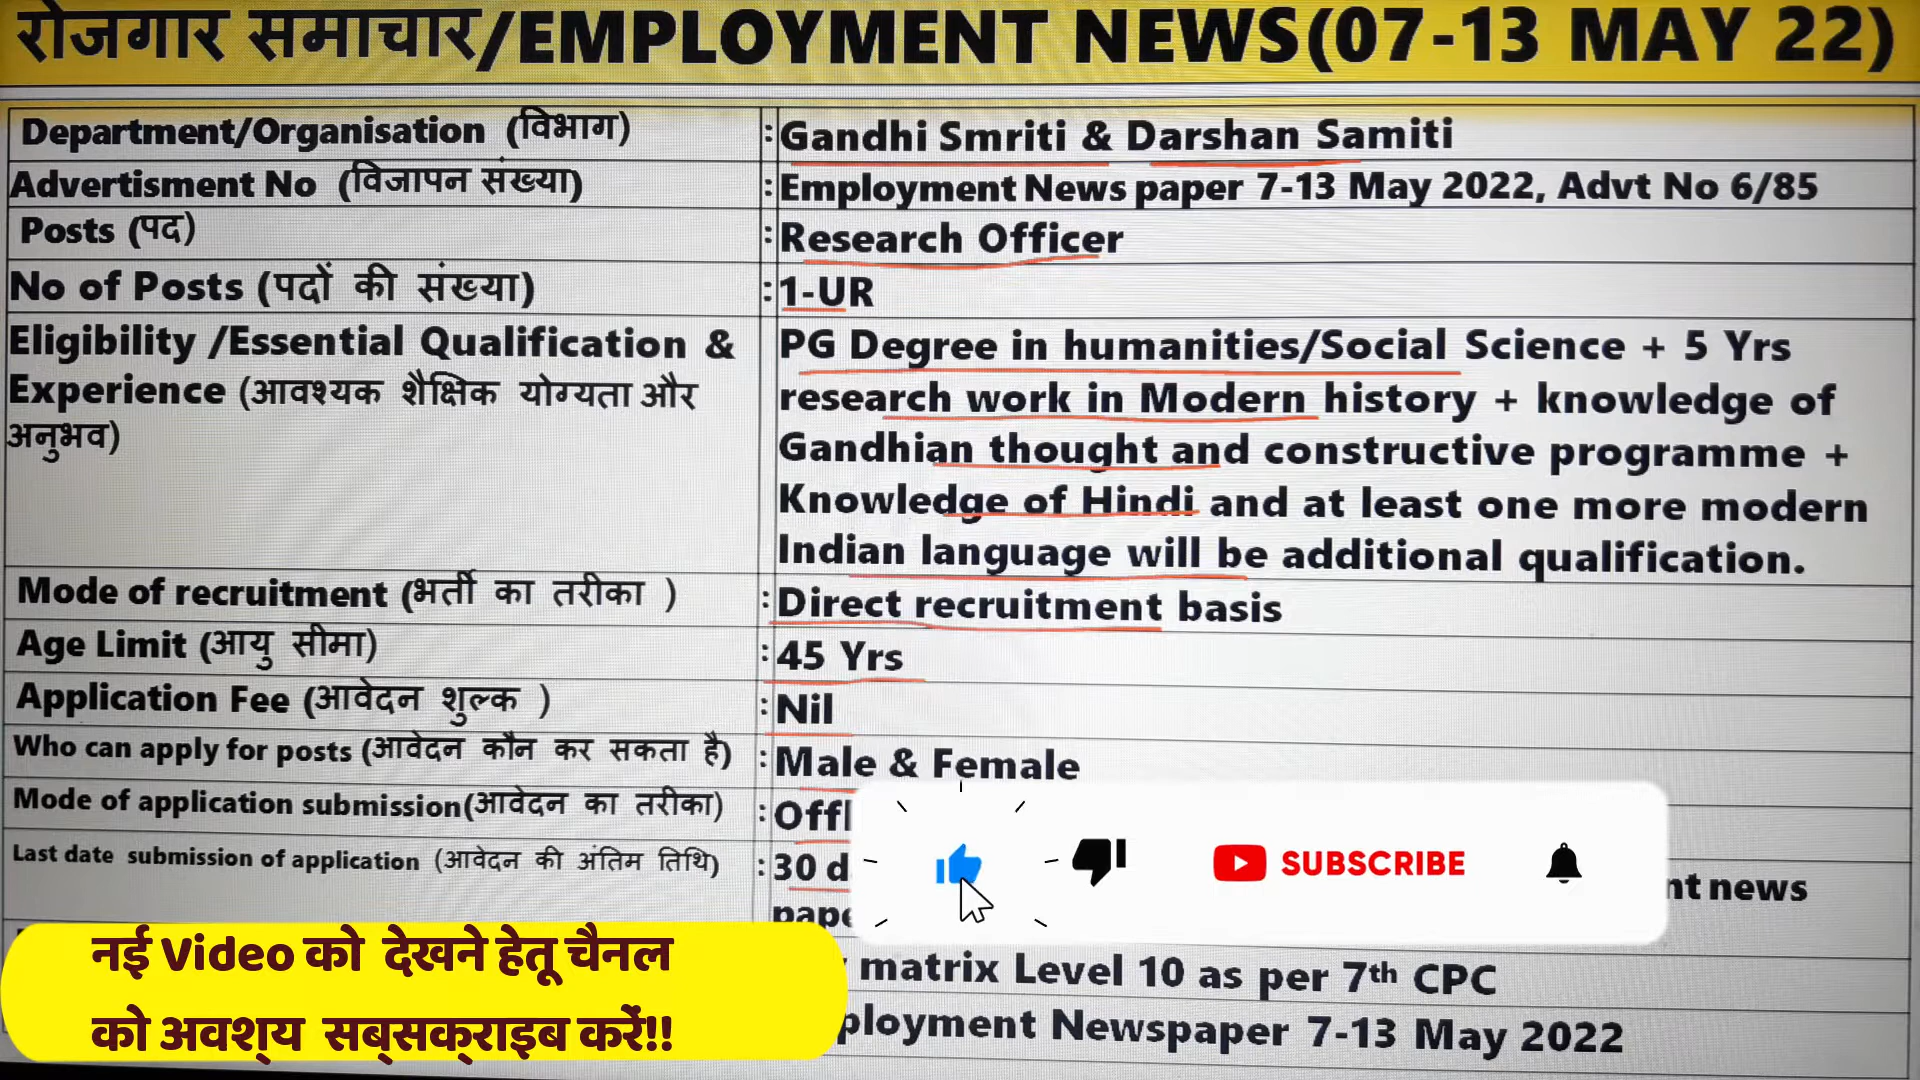 रोजगार समाचार/EMPLOYMENT NEWS(07-13 MAY 22)
Department/Organisation (विभाग) : Gandhi Smriti & Darshan Samiti
Advertisment No (विजापन संख्या) : Employment News paper 7-13 May 2022, Advt No 6/85
Posts (पद) : Research Officer
No of Posts (पदों की संख्या) : 1-UR
Eligibility /Essential Qualification &
Experience (आवश्यक शैक्षिक योग्यता और
अनुभव)
PG Degree in humanities/Social Science + 5 Yrs
research work in Modern history + knowledge of
Gandhian thought and constructive programme +
Knowledge of Hindi and at least one more modern
Indian language will be additional qualification.
Mode of recruitment (भर्ती का तरीका ) : Direct recruitment basis
Age Limit (आयु सीमा) : 45 Yrs
Application Fee (आवेदन शुल्क ) : Nil
Who can apply for posts (आवेदन कौन कर सकता है) : Male & Female
Mode of application submission(आवेदन का तरीका) :
Last date submission of application (आवेदन की अंतिम तिथि) : 30
news
matrix Level 10 as per 7th CPC
Newspaper 7-13 May 2022
SUBSCRIBE
नई Video को देखने हेतू चैनल
को अवश्य सब्सक्राइब करें!!